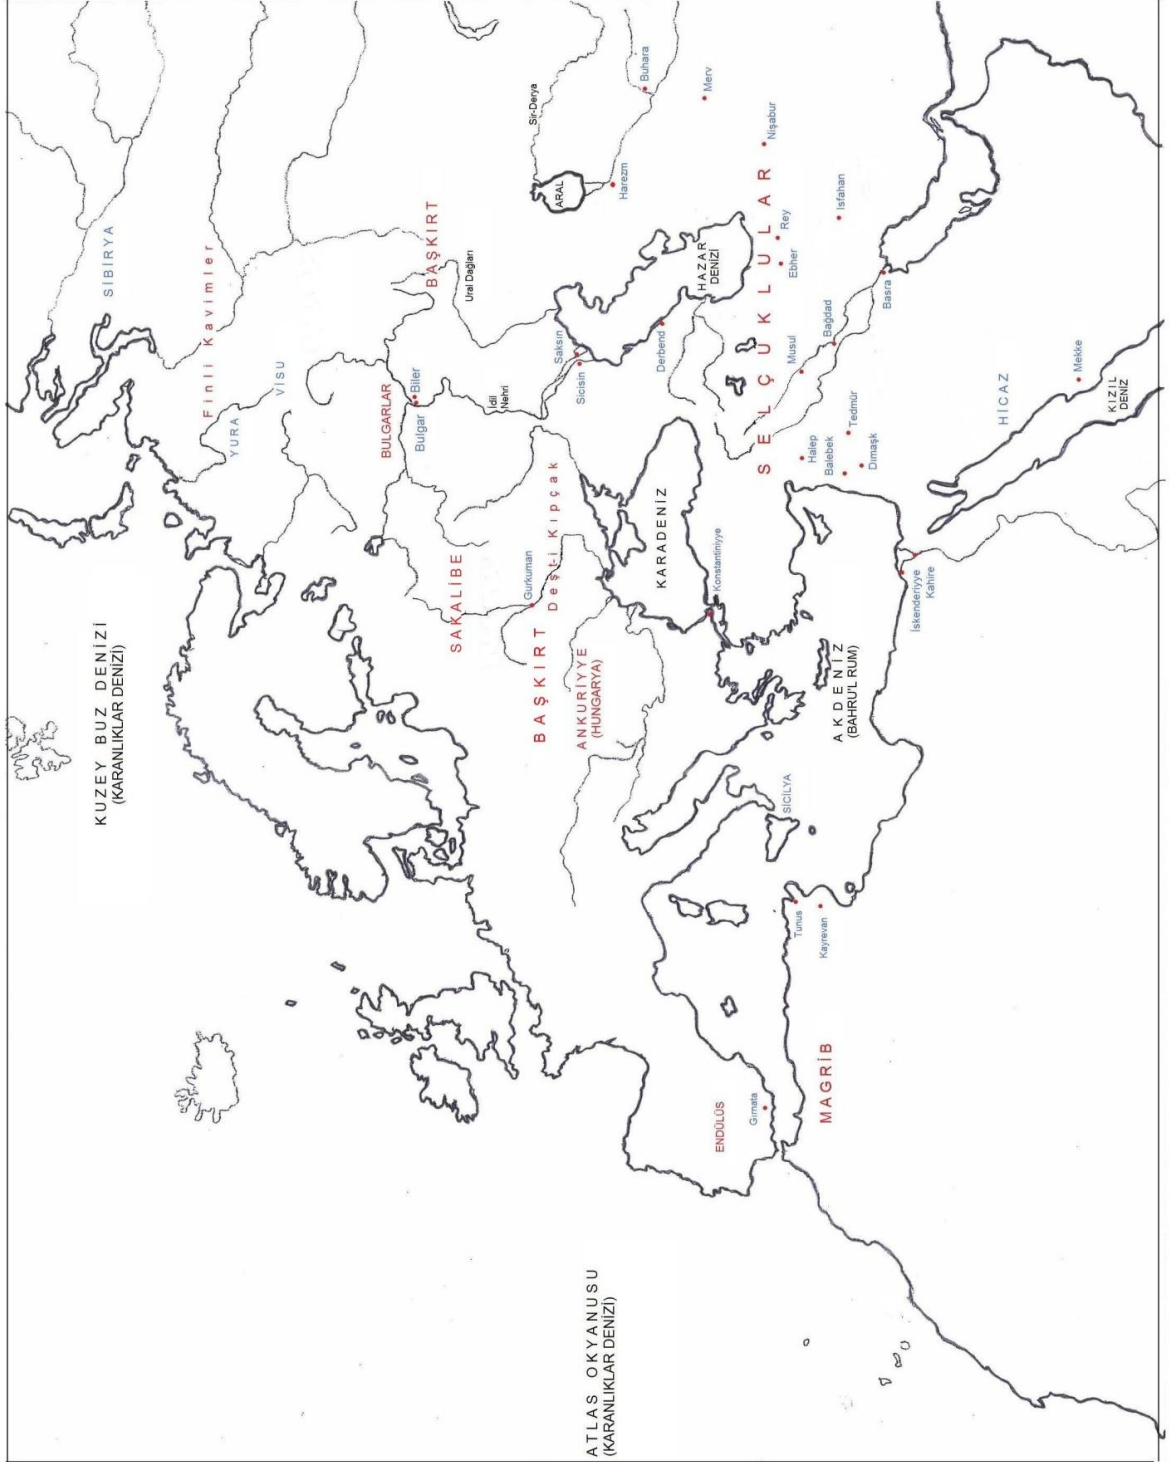 KUZEY BUZ DENİZİ
(KARANLIKLAR DENİZİ)
SİBİRYA
Finli Kavimler
YURA
VİSU
BAŞKIRT
Ural Dağları
BULGARLAR
Biler
Bulgar
SAKALİBE
İdil
Nehri
Saksın
Sicisin
Gurkuman
BAŞKIRT
Deşt-i Kıpçak
ANKURİYYE
(HUNGARYA)
ARAL
Sir-Derya
Harezm
Buhara
Merv
Nişabur
HAZAR
DENİZİ
Derbend
KARADENİZ
Konstantiniyye
SELÇUKLULAR
Rey
Ebher
Isfahan
Musul
Bağdad
Basra
Halep
Balebek
Tedmür
Dımaşk
ATLAS OKYANUSU
(KARANLIKLAR DENİZİ)
ENDÜLÜS
Gırnata
MAGRİB
Tunus
Kayrevan
SİCİLYA
AKDENİZ
(BAHRU'L RUM)
İskenderiyye
Kahire
HİCAZ
Mekke
KIZIL
DENİZ